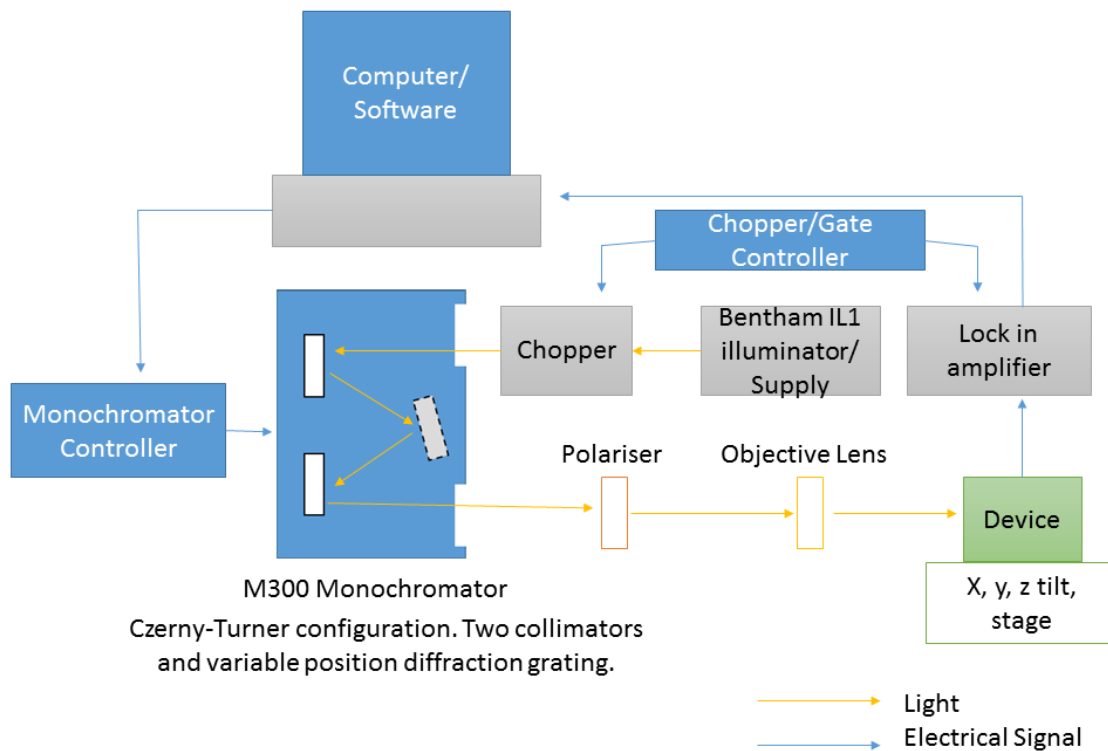 Computer/
Software
Chopper/Gate
Controller
Chopper
Bentham IL1
illuminator/
Supply
Lock in
amplifier
Monochromator
Controller
Polariser
Objective Lens
Device
X, y, z tilt,
stage
M300 Monochromator
Czerny-Turner configuration. Two collimators
and variable position diffraction grating.
Light
Electrical Signal